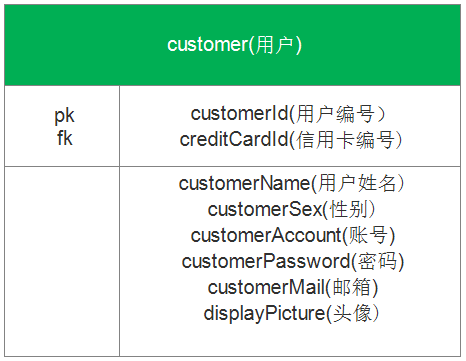 customer(用户)
pk
customerId(用户编号）
fk
creditCardId(信用卡编号)
customerName(用户姓名)
customerSex(性别)
customerAccount(账号)
customerPassword(密码)
customerMail(邮箱)
displayPicture(头像）